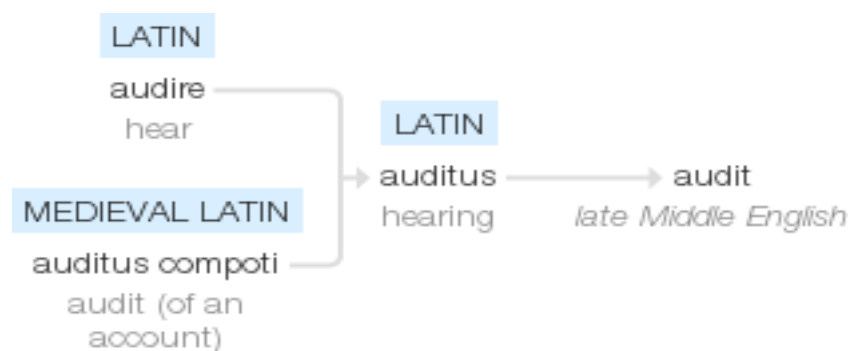 LATIN
audire
hear
MEDIEVAL LATIN
auditus compoti
audit (of an
account)
LATIN
auditus
hearing
audit
late Middle English